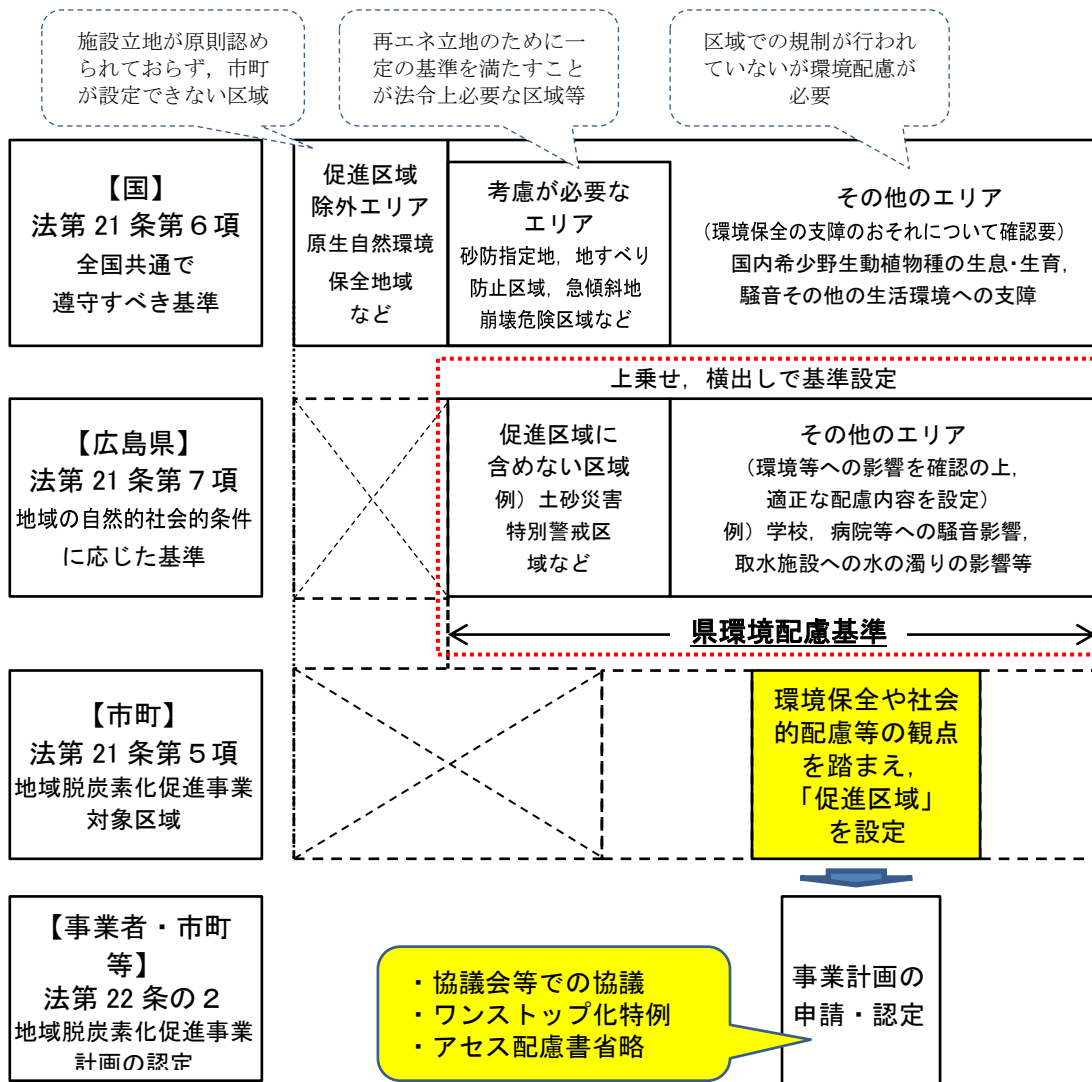 施設立地が原則認め
られておらず，市町
が設定できない区域
再エネ立地のために一
定の基準を満たすこと
が法令上必要な区域等
区域での規制が行われ
ていないが環境配慮が
必要
【国】
法第 21 条第６項
全国共通で
遵守すべき基準
促進区域
除外エリア
原生自然環境
保全地域
など
考慮が必要な
エリア
砂防指定地，地すべり
防止区域，急傾斜地
崩壊危険区域など
その他のエリア
（環境保全の支障のおそれについて確認要）
国内希少野生動植物種の生息･生育，
騒音その他の生活環境への支障
上乗せ，横出しで基準設定
【広島県】
法第 21 条第７項
地域の自然的社会的条件
に応じた基準
促進区域に
含めない区域
例）土砂災害
特別警戒区
域など
その他のエリア
（環境等への影響を確認の上，
適正な配慮内容を設定）
例）学校，病院等への騒音影響，
取水施設への水の濁りの影響等
県環境配慮基準
【市町】
法第 21 条第５項
地域脱炭素化促進事業
対象区域
環境保全や社会
的配慮等の観点
を踏まえ，
「促進区域」
を設定
【事業者・市町
等】
法第 22 条の２
地域脱炭素化促進事業
計画の認定
・協議会等での協議
・ワンストップ化特例
・アセス配慮書省略
事業計画の
申請・認定